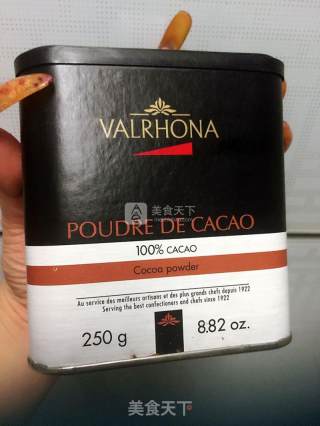 VALRHONA
美食天下
POUDRE DE CACAO
100% CACAO
Cocoa powder
Au service des meilleurs artisans et des plus grands chefs depuis 1922
Serving the best confectioners and chefs since 1922
250 g
8.82 oz.
美食天下